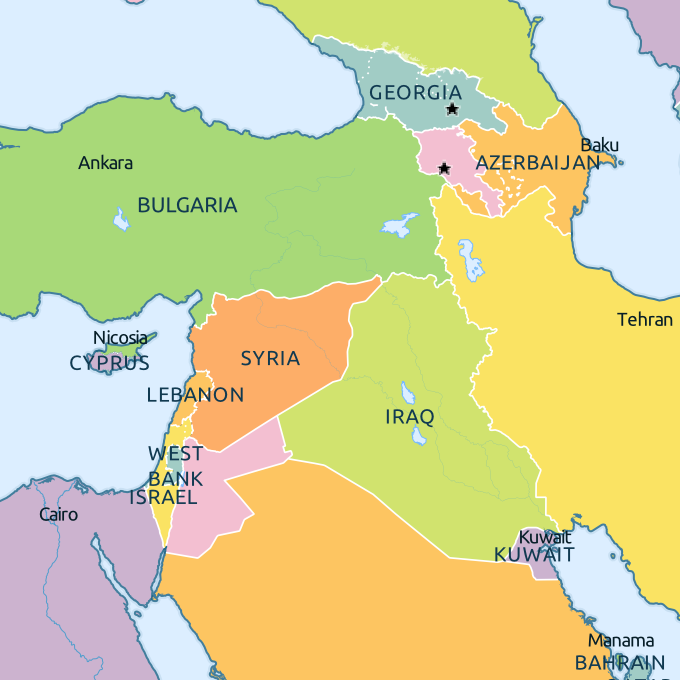 GEORGIA
Baku
AZERBAIJAN
Ankara
BULGARIA
Tehran
Nicosia
CYPRUS
SYRIA
LEBANON
IRAQ
WEST
BANK
ISRAEL
Cairo
Kuwait
KUWAIT
Manama
BAHRAIN